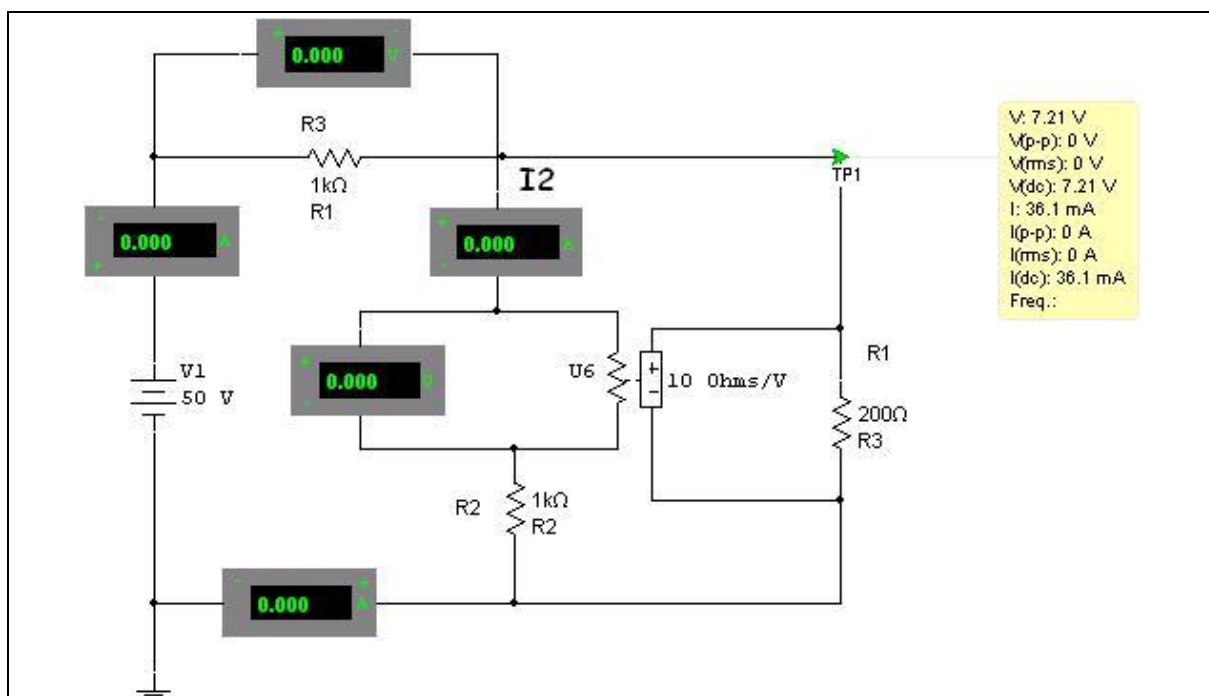 + -
0.000 V
R3
1kΩ
R1
I2
TP1
V: 7.21 V
V(p-p): 0 V
V(rms): 0 V
V(dc): 7.21 V
I: 36.1 mA
I(p-p): 0 A
I(rms): 0 A
I(dc): 36.1 mA
Freq.:
-
0.000 A
+
+
0.000 A
-
V1
50 V
+
0.000 V
-
U6
+
-
10 Ohms/V
R1
200Ω
R3
R2
1kΩ
R2
- +
0.000 A